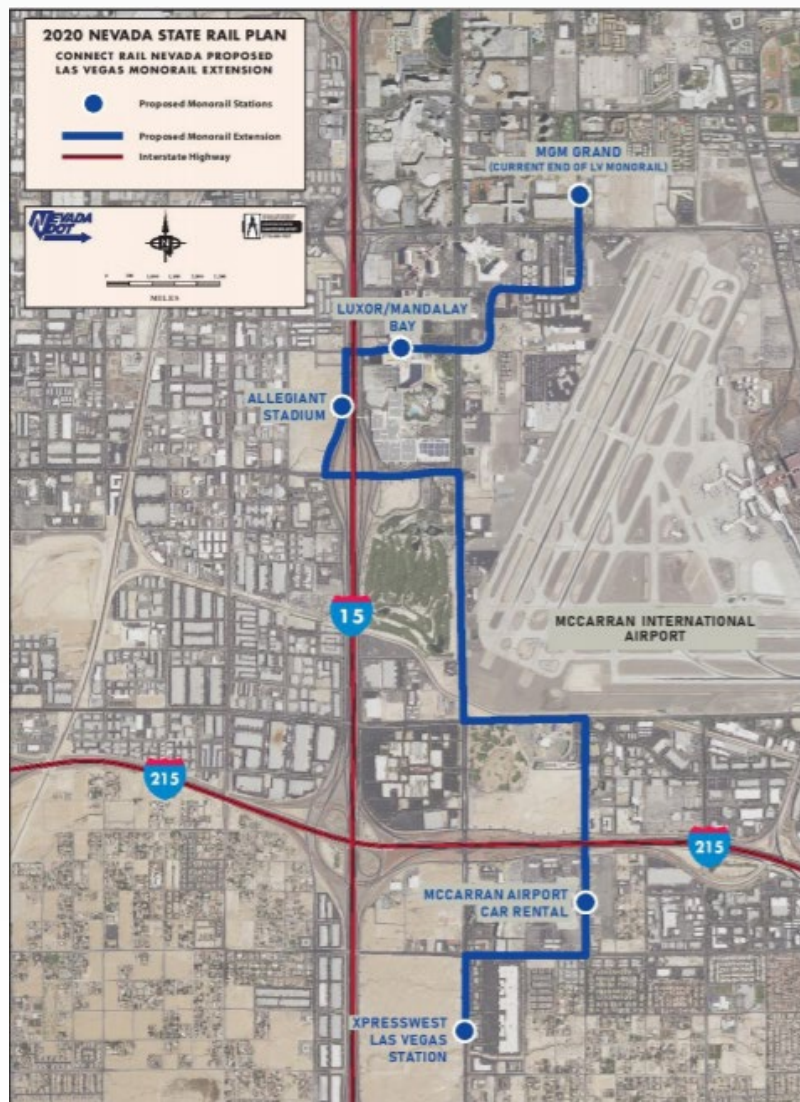 2020 NEVADA STATE RAIL PLAN
CONNECT RAIL NEVADA PROPOSED
LAS VEGAS MONORAIL EXTENSION
Proposed Monorail Stations
Proposed Monorail Extension
Interstate Highway
NEVADA
DOT
N
MILES
MGM GRAND
(CURRENT END OF LV MONORAIL)
LUXOR/MANDALAY
BAY
ALLEGIANT
STADIUM
15
MCCARRAN INTERNATIONAL
AIRPORT
215
215
MCCARRAN AIRPORT
CAR RENTAL
XPRESSWEST
LAS VEGAS
STATION